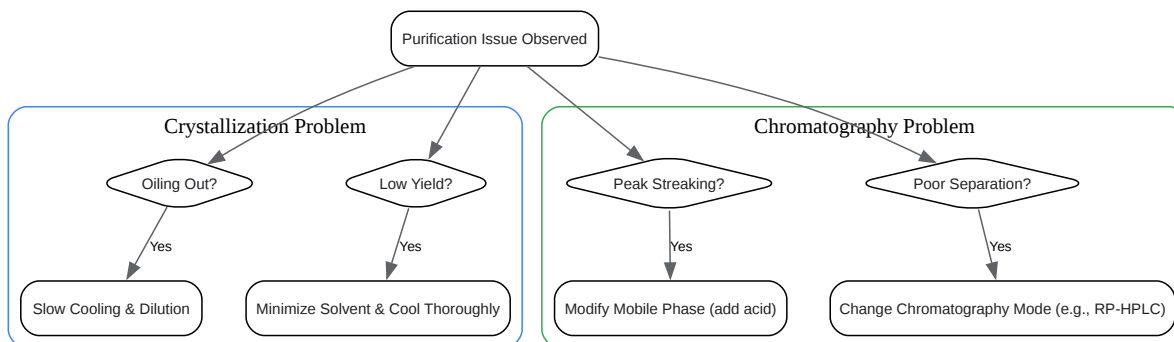 Purification Issue Observed
Crystallization Problem
Chromatography Problem
Oiling Out?
Low Yield?
Peak Streaking?
Poor Separation?
Yes
Yes
Yes
Yes
Slow Cooling & Dilution
Minimize Solvent & Cool Thoroughly
Modify Mobile Phase (add acid)
Change Chromatography Mode (e.g., RP-HPLC)